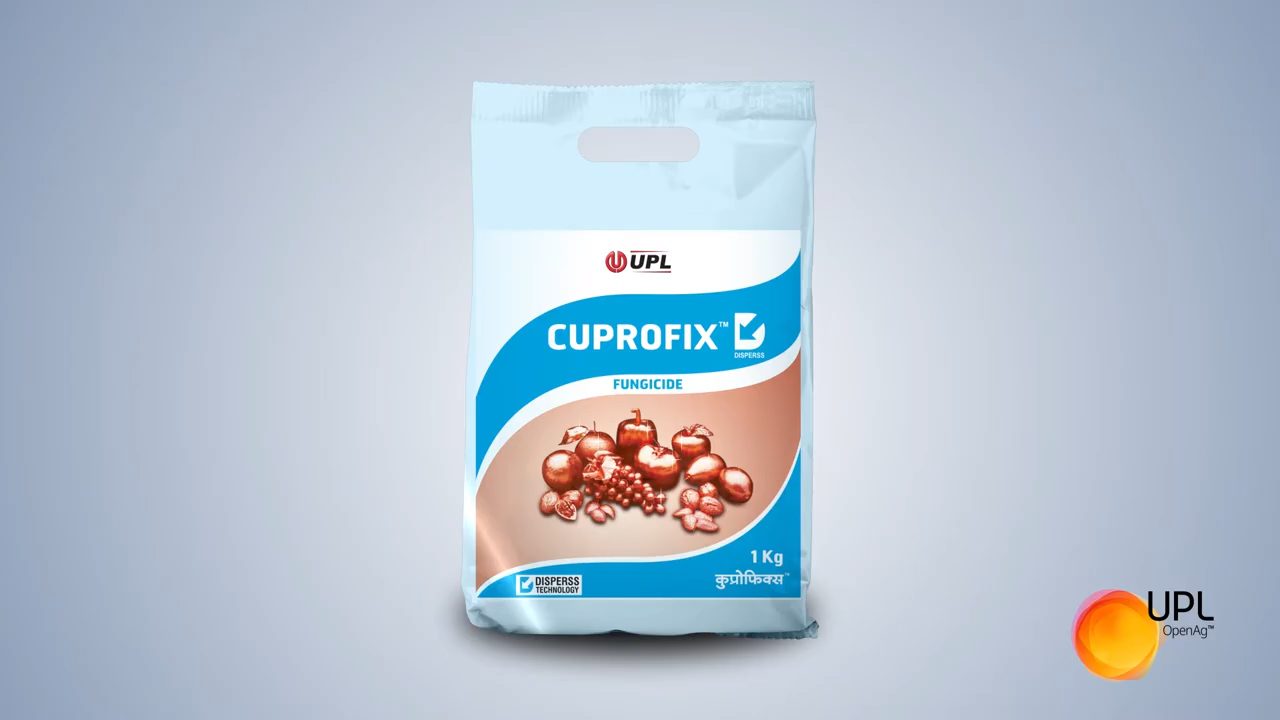 UPL
CUPROFIX™
DISPERSS
FUNGICIDE
1 Kg
कुप्रोफिक्स™
DISPERSS
TECHNOLOGY
UPL
OpenAg™